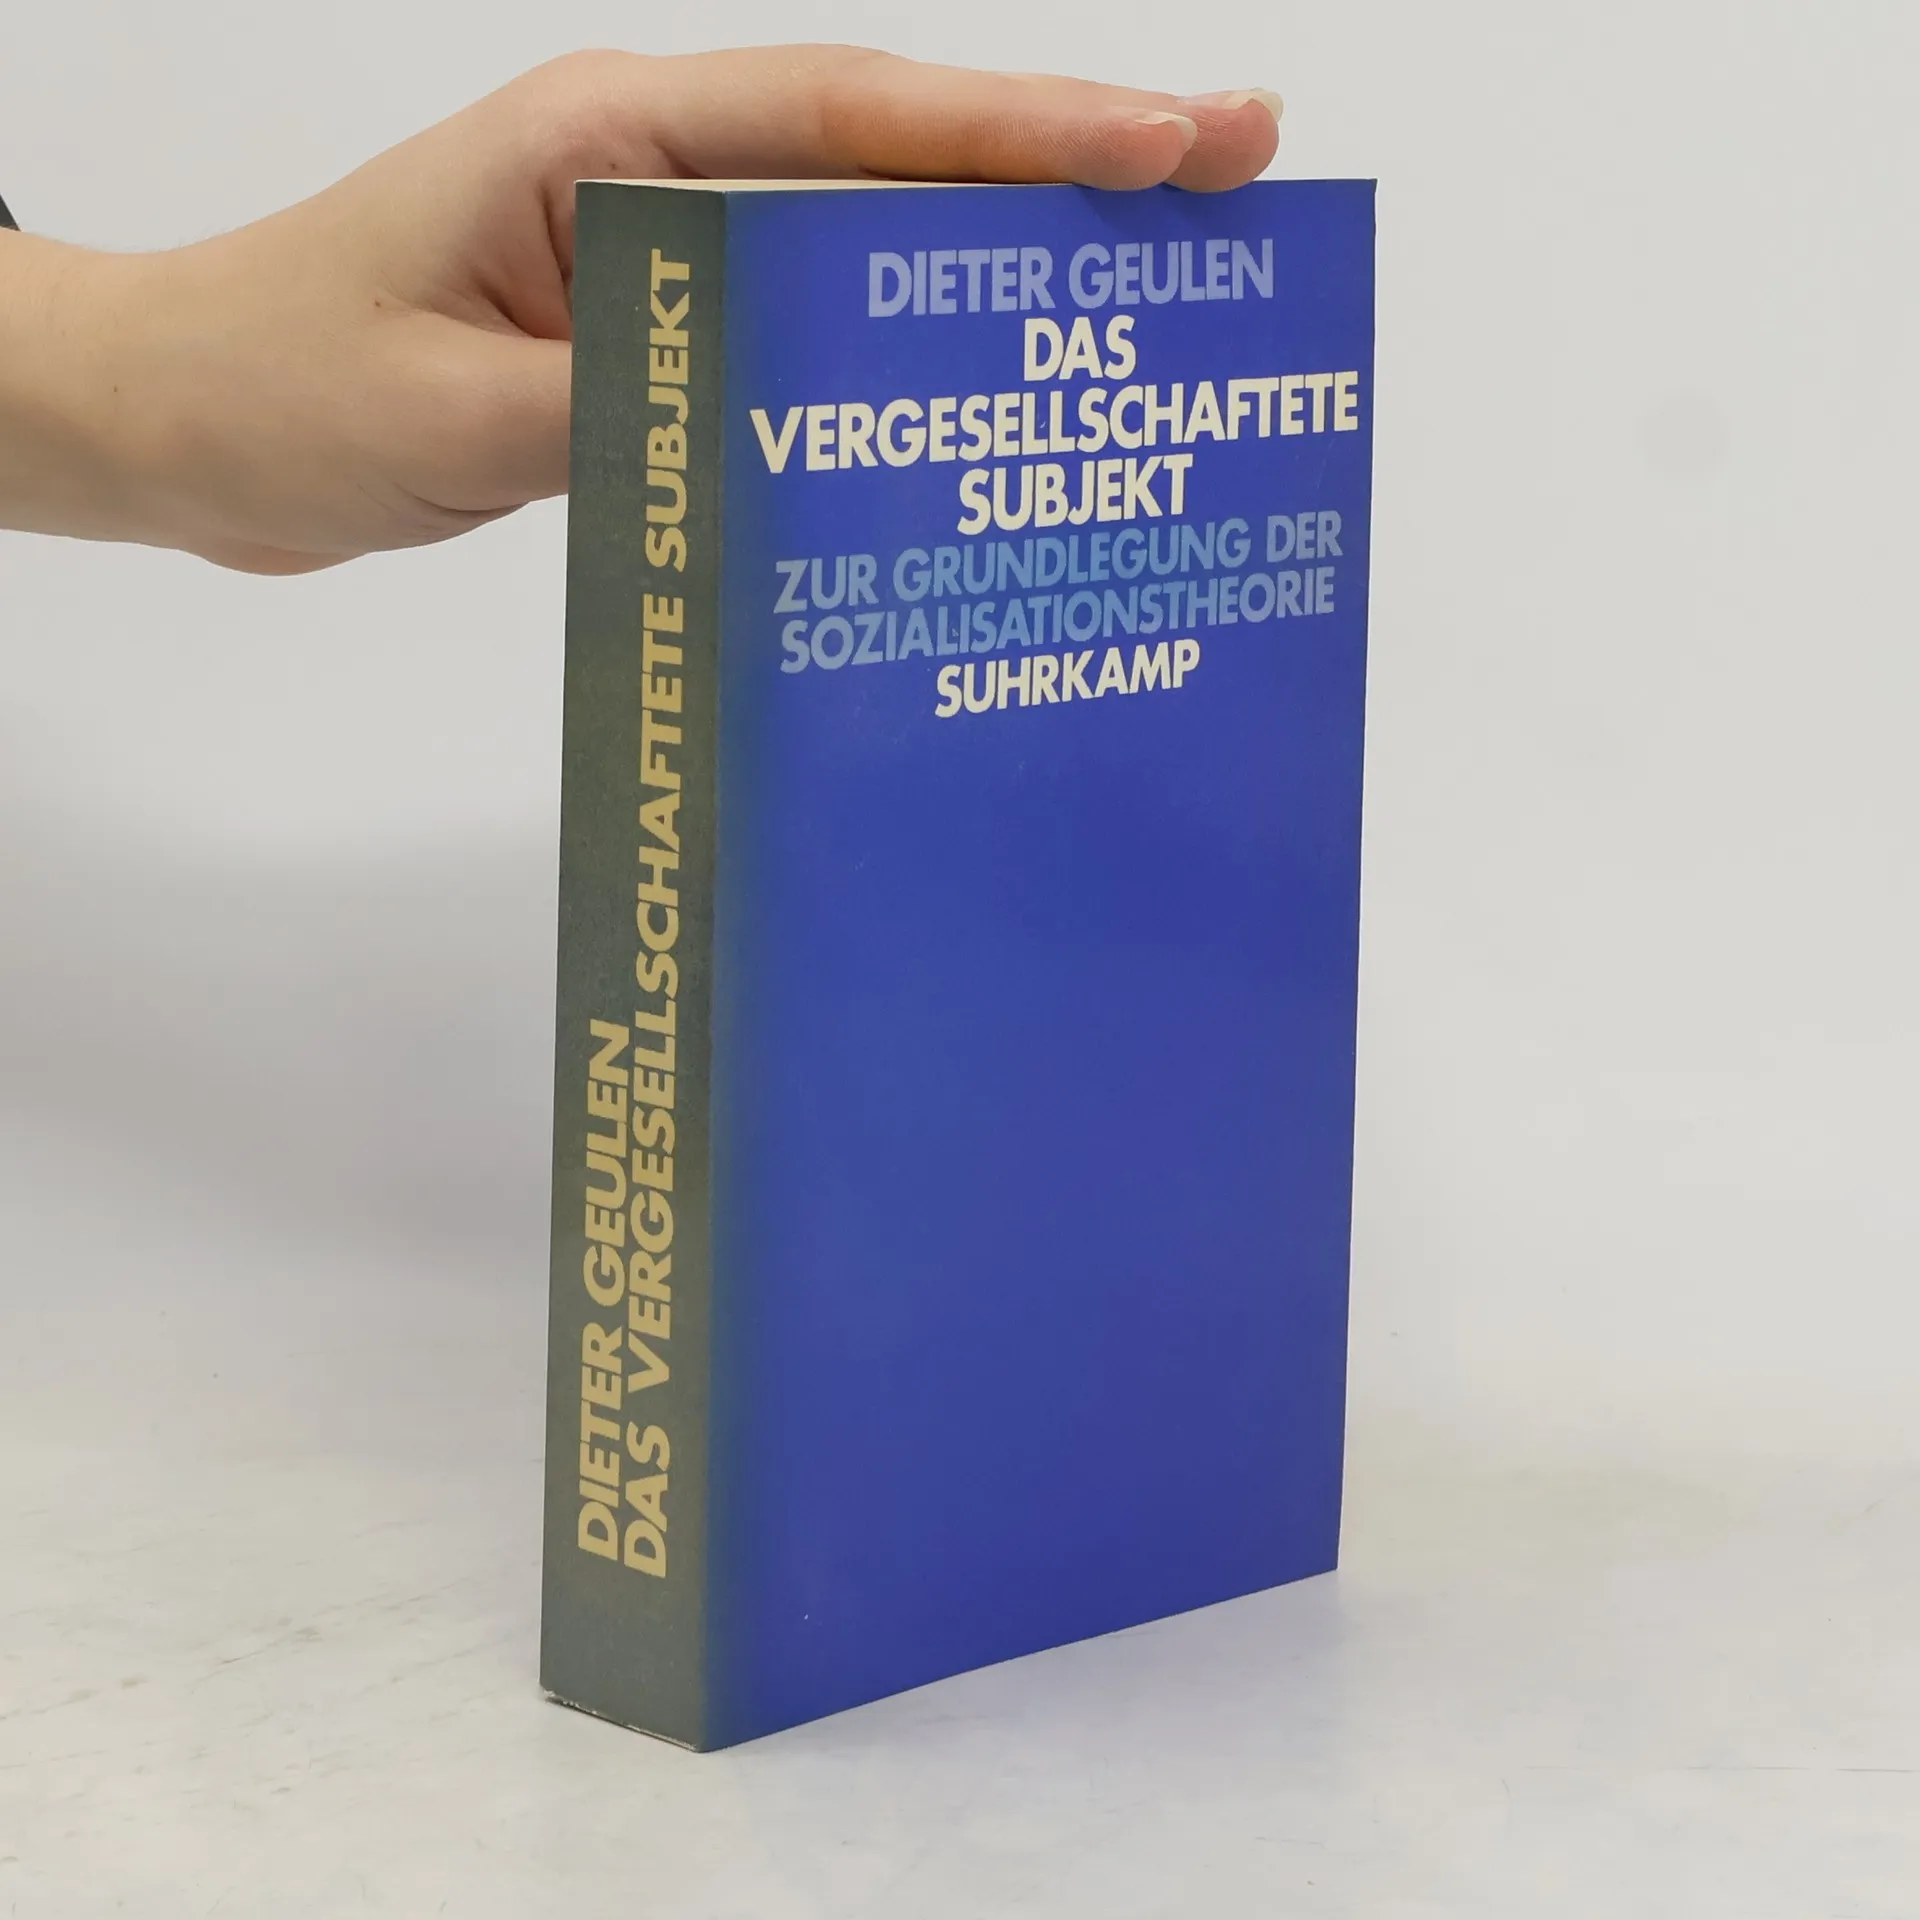 DIETER GEULEN
DAS VERGESELLSCHAFTETE SUBJEKT
DIETER GEULEN
DAS
VERGESELLSCHAFTETE
SUBJEKT
ZUR GRUNDLEGUNG DER
SOZIALISATIONSTHEORIE
SUHRKAMP